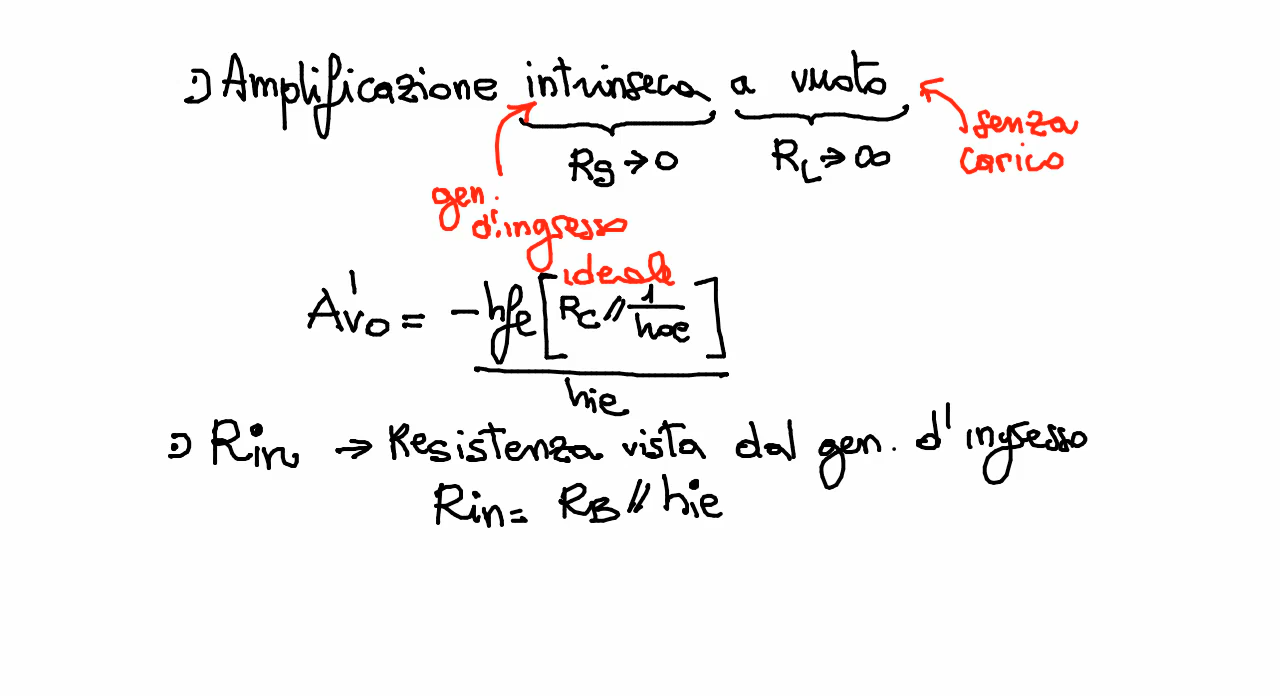 :) Amplificazione intrinseca a vuoto
senza
carico
RS → 0
RL → ∞
gen.
d'ingresso
ideale
A'vo = -hfe [RC // 1/hoe]
hie
:) Rin → Resistenza vista dal gen. d'ingresso
Rin = RB // hie